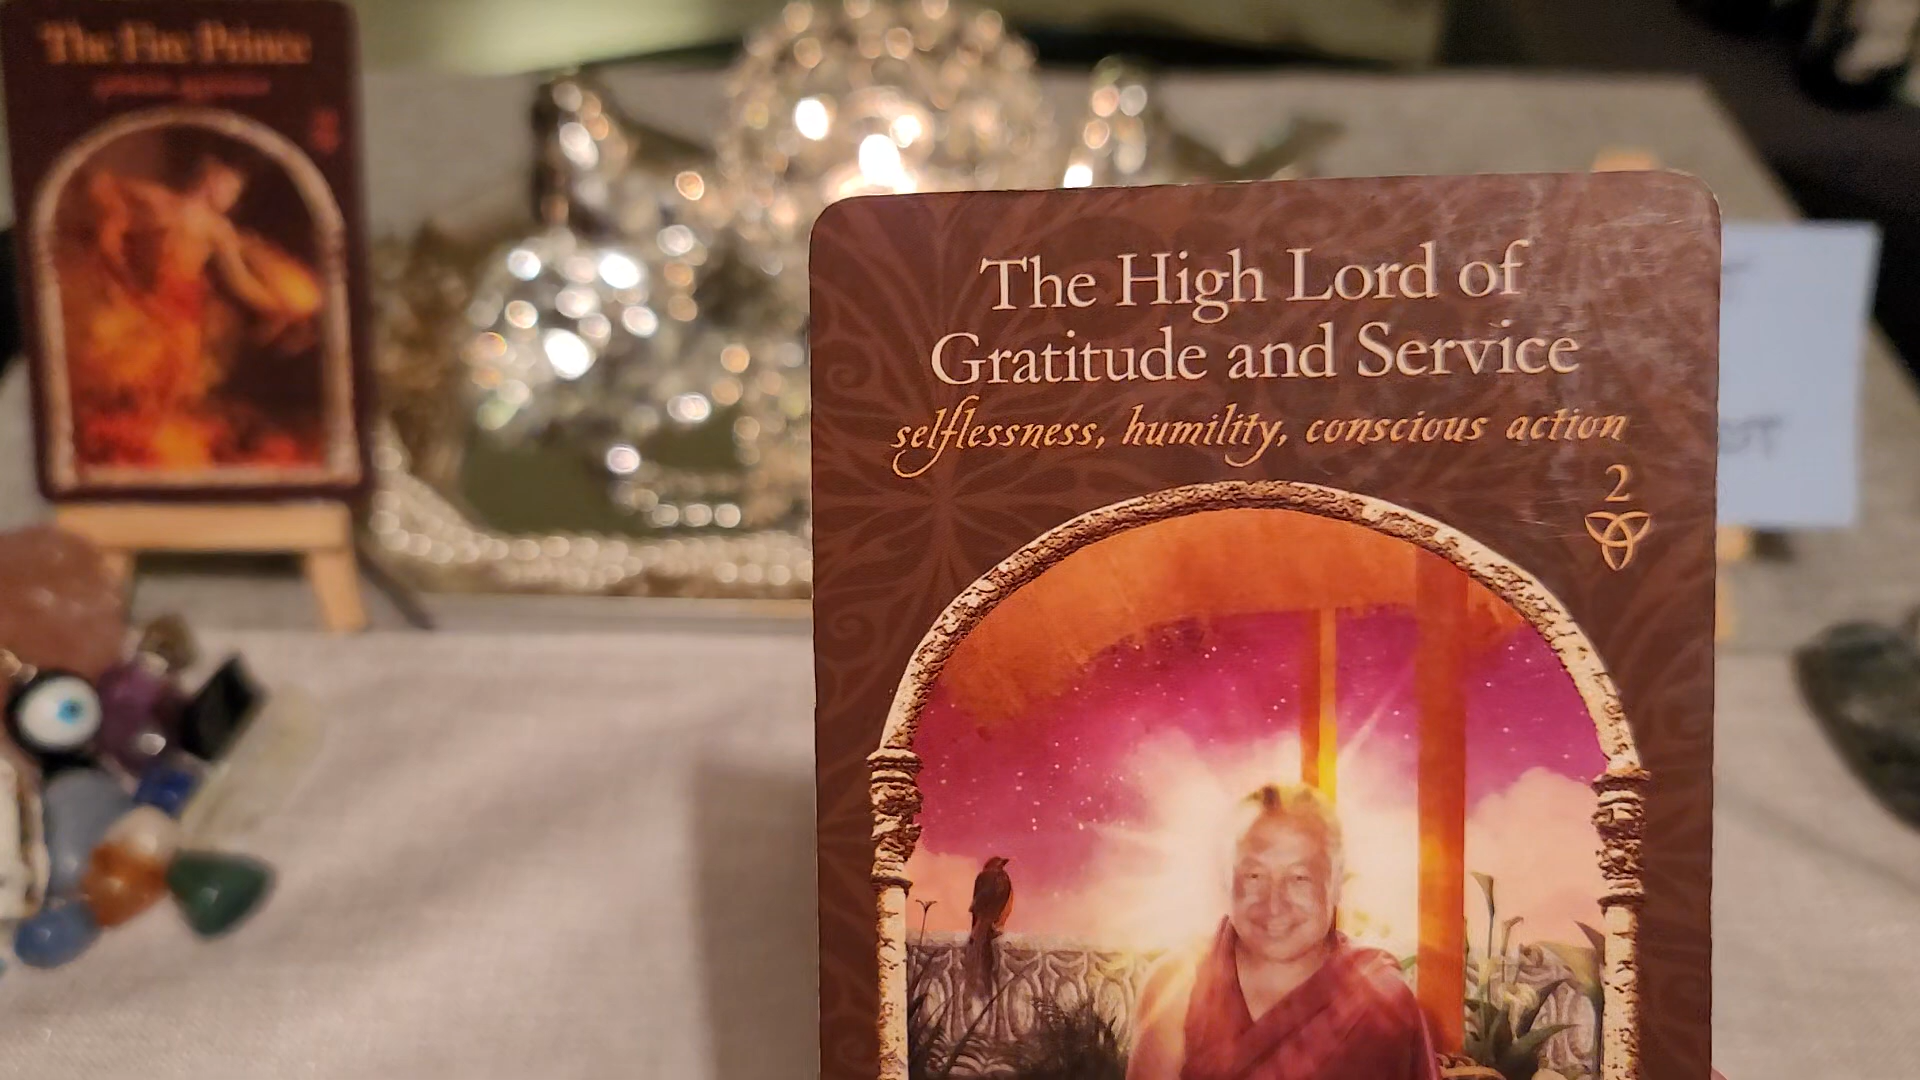 The Fire Prince
The High Lord of
Gratitude and Service
selflessness, humility, conscious action
2